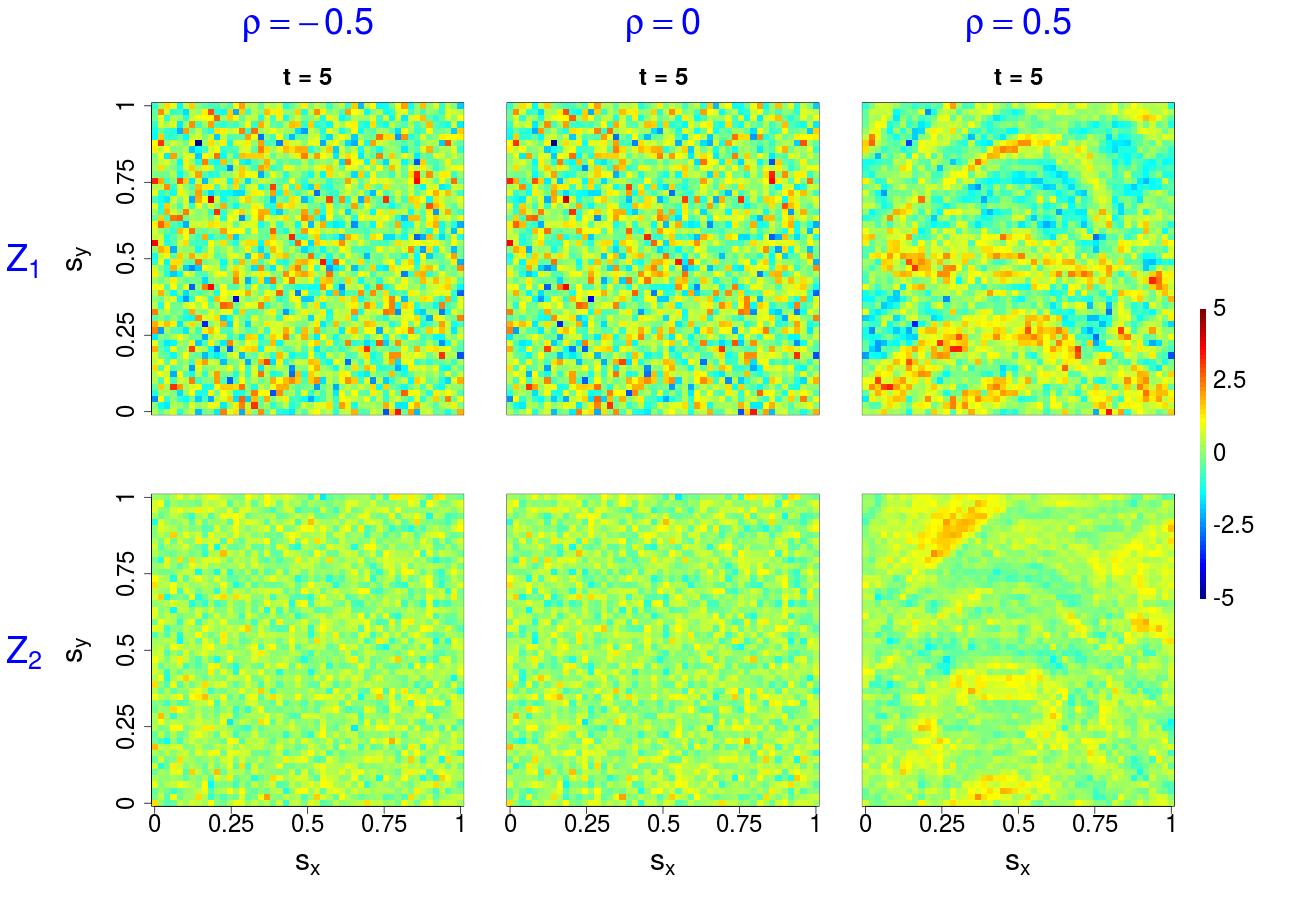 ρ = − 0.5 ρ = 0 ρ = 0.5
t = 5 t = 5 t = 5
Z1
sy
1
0.75
0.5
0.25
0
5
2.5
0
-2.5
-5
Z2
sy
1
0.75
0.5
0.25
0
0 0.25 0.5 0.75 1 0 0.25 0.5 0.75 1 0 0.25 0.5 0.75 1
sx sx sx